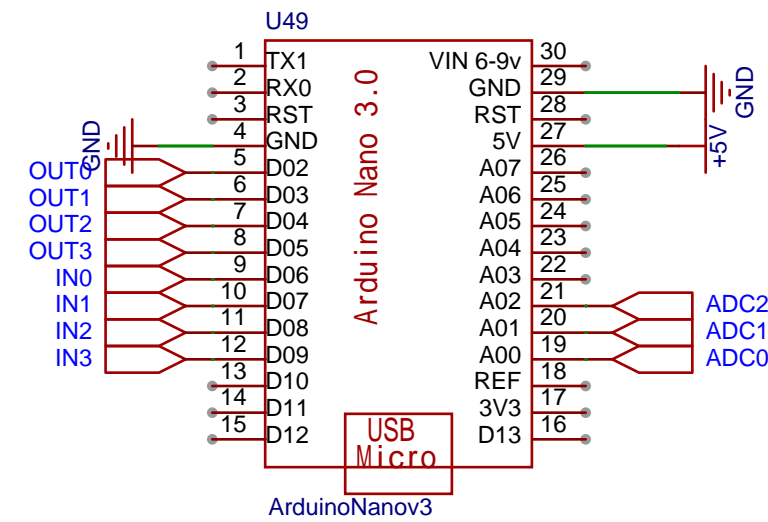 U49
1 TX1 VIN 6-9v 30
2 RX0 GND 29
3 RST RST 28
GND 4 GND 5V 27 +5V GND
OUT0 5 D02 A07 26
OUT1 6 D03 A06 25
OUT2 7 D04 A05 24
OUT3 8 D05 A04 23
IN0 9 D06 A03 22
IN1 10 D07 A02 21 ADC2
IN2 11 D08 A01 20 ADC1
IN3 12 D09 A00 19 ADC0
13 D10 REF 18
14 D11 3V3 17
15 D12 D13 16
Arduino Nano 3.0
USB
Micro
ArduinoNanov3